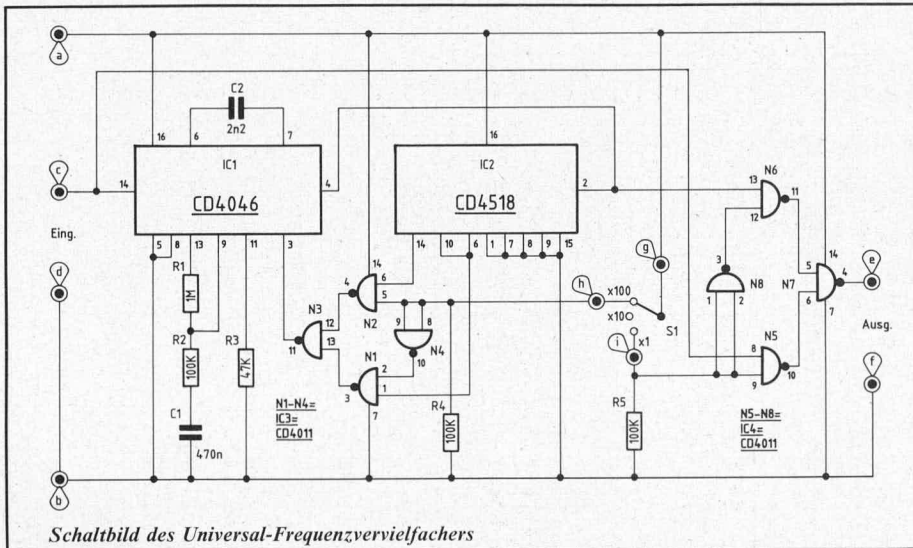 a
C2
2n2
6
7
16
16
c
14
IC1
CD4046
4
IC2
CD4518
2
13
N6
11
12
Eing.
5
8
13
9
11
3
14
10
6
1
7
8
9
15
g
3
N8
1
2
14
5
N7
4
6
7
e
d
R1
1M
N3
12
11
13
14
4
6
5
N2
9
8
N4
10
h
x100
x10
S1
i
x1
8
N5
10
9
Ausg.
f
R2
100K
R3
47K
N1
2
1
3
7
R4
100K
R5
100K
C1
470n
N1-N4=
IC3=
CD4011
N5-N8=
IC4=
CD4011
b
Schaltbild des Universal-Frequenzvervielfachers